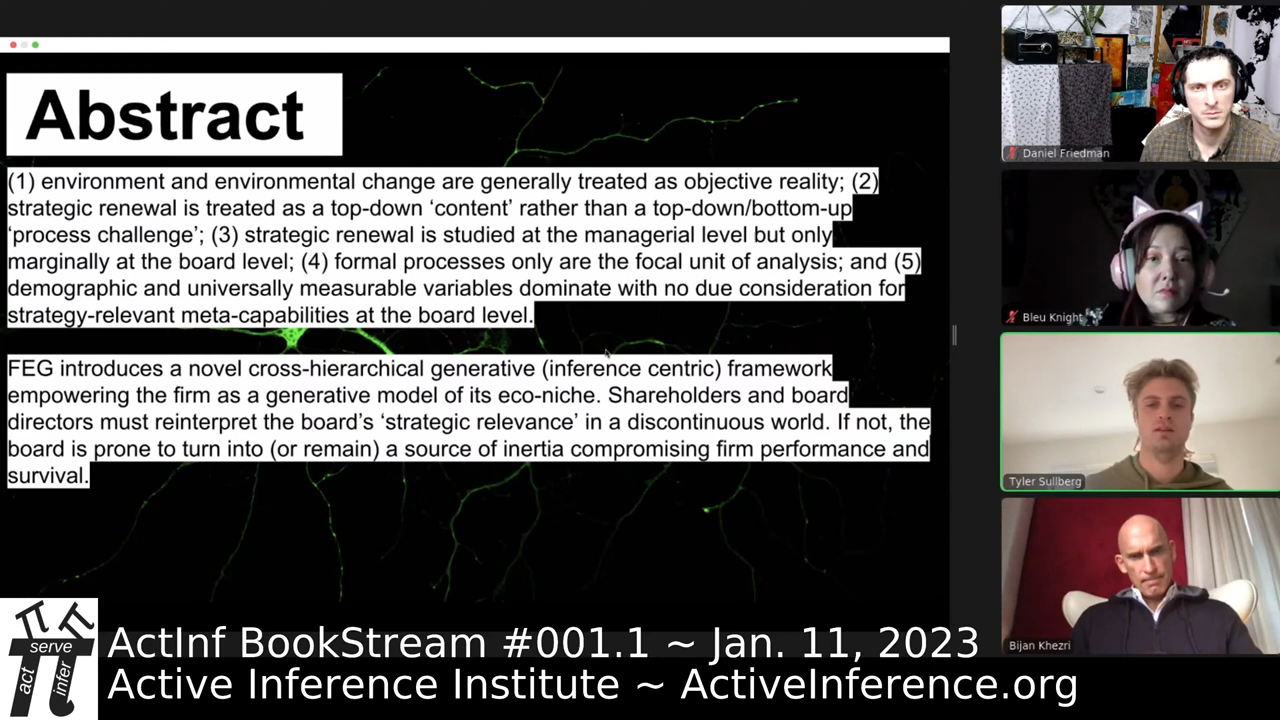 Abstract
(1) environment and environmental change are generally treated as objective reality; (2)
strategic renewal is treated as a top-down ‘content’ rather than a top-down/bottom-up
‘process challenge’; (3) strategic renewal is studied at the managerial level but only
marginally at the board level; (4) formal processes only are the focal unit of analysis; and (5)
demographic and universally measurable variables dominate with no due consideration for
strategy-relevant meta-capabilities at the board level.
FEG introduces a novel cross-hierarchical generative (inference centric) framework
empowering the firm as a generative model of its eco-niche. Shareholders and board
directors must reinterpret the board’s ‘strategic relevance’ in a discontinuous world. If not, the
board is prone to turn into (or remain) a source of inertia compromising firm performance and
survival.
Daniel Friedman
Bleu Knight
Tyler Sullberg
Bijan Khezri
serve
act
infer
ActInf BookStream #001.1 ~ Jan. 11, 2023
Active Inference Institute ~ ActiveInference.org